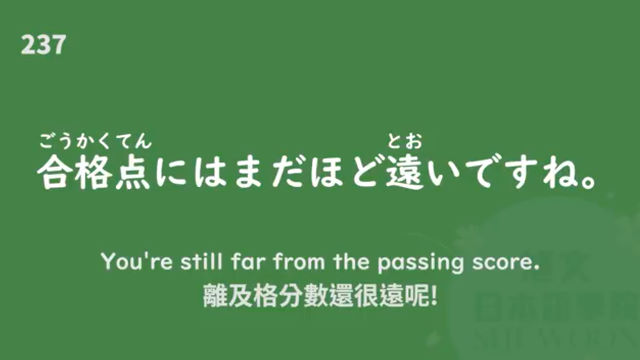 237
ごうかくてん とお
合格点にはまだほど遠いですね。
You're still far from the passing score.
離及格分數還很遠呢!